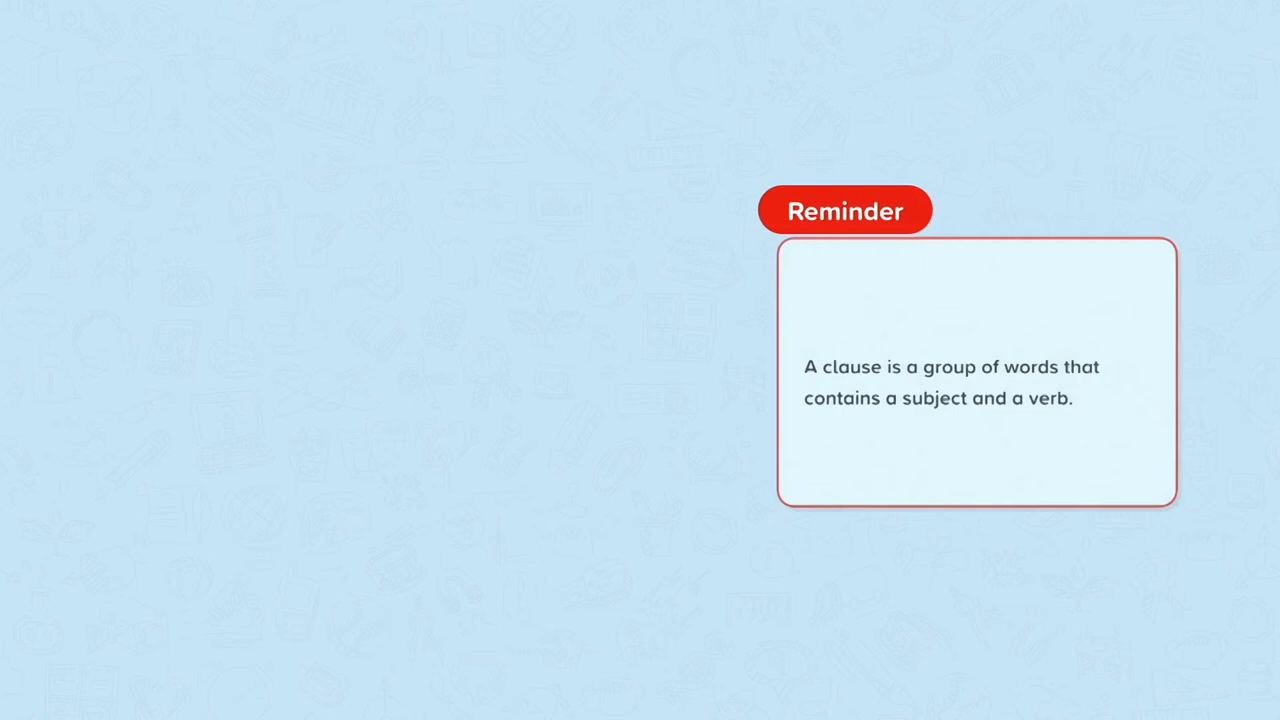 Reminder
A clause is a group of words that
contains a subject and a verb.